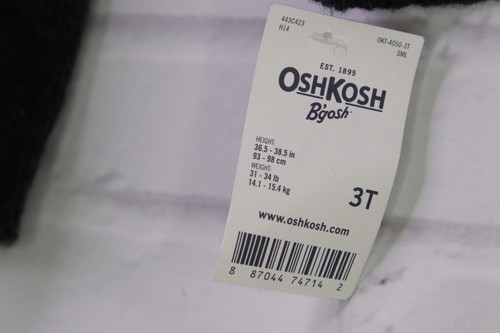 443C423
H14
OKT-4050-3T
SML
EST. 1895
OSHKOSH
B'gosh
HEIGHT:
36.5 - 38.5 in
93 - 98 cm
WEIGHT:
31 - 34 lb
14.1 - 15.4 kg
3T
www.oshkosh.com
8 87044 74714 2